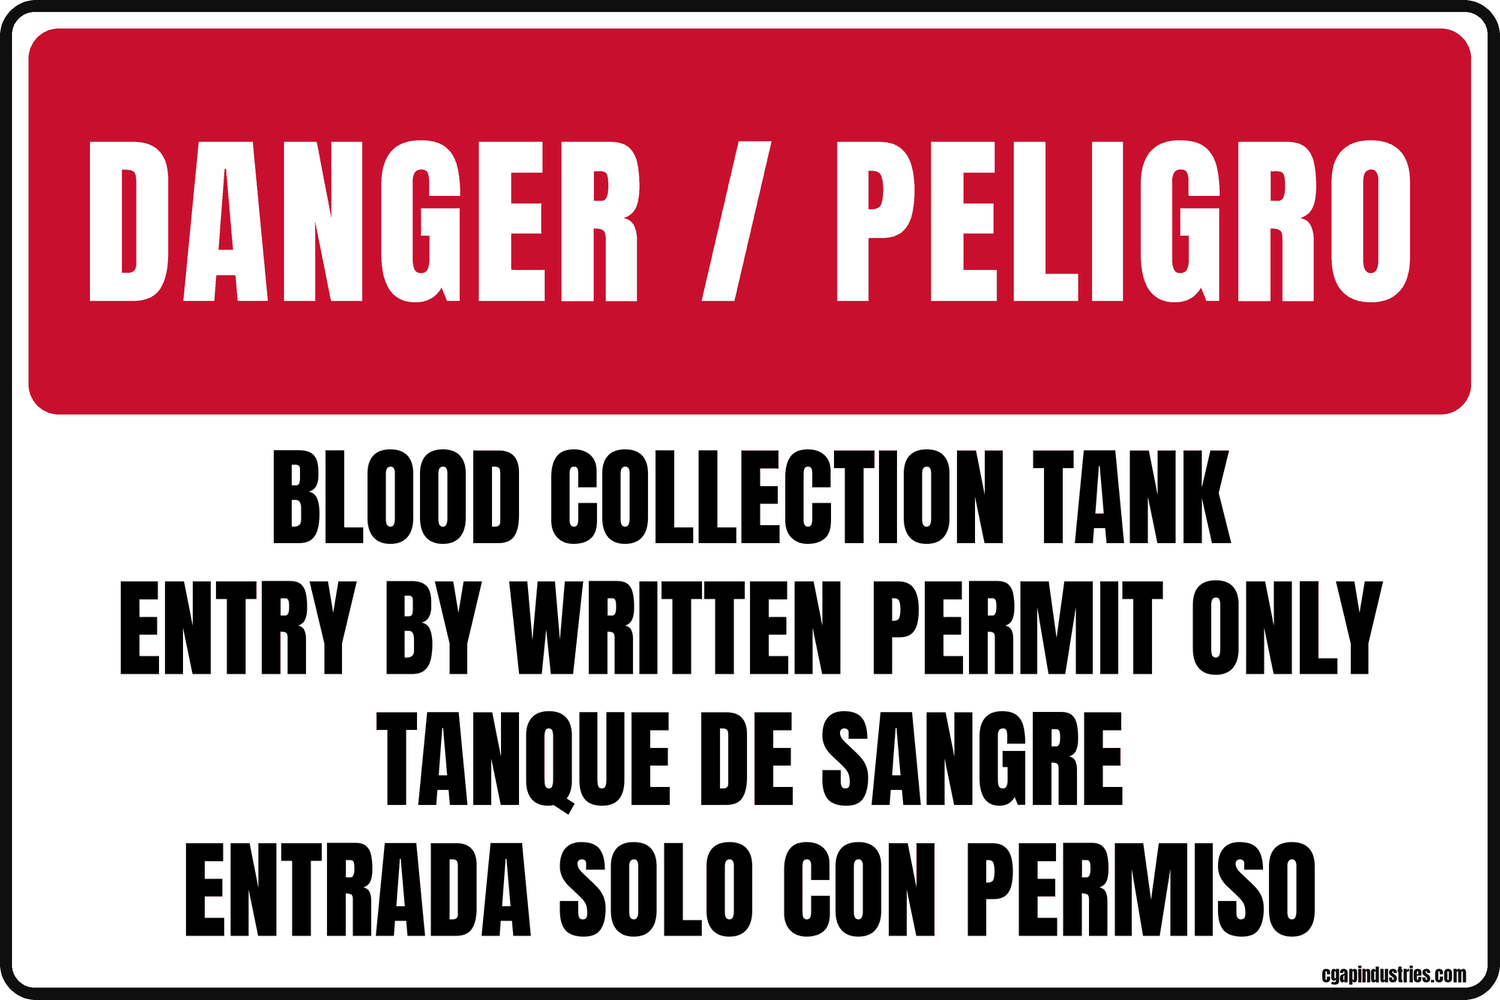 DANGER / PELIGRO
BLOOD COLLECTION TANK
ENTRY BY WRITTEN PERMIT ONLY
TANQUE DE SANGRE
ENTRADA SOLO CON PERMISO
cgapindustries.com